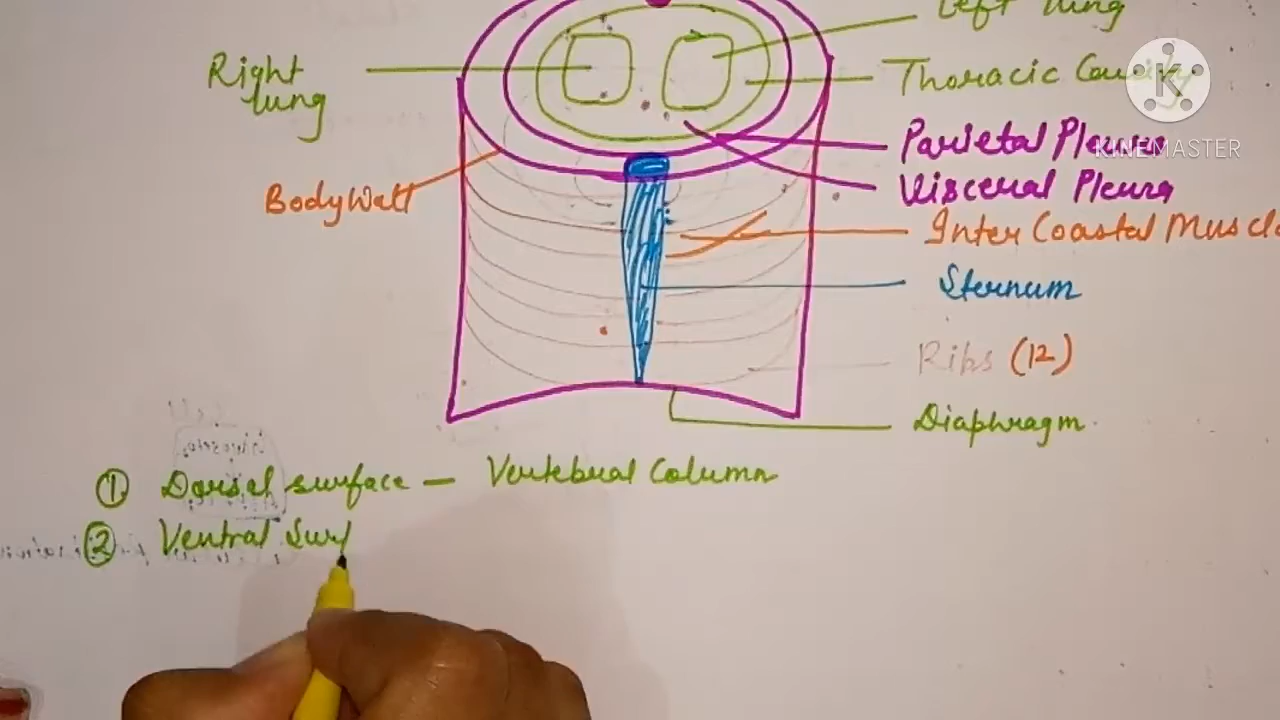 Left lung
Right
lung
Thoracic Cavity
K
KINEMASTER
Parietal Pleura
Visceral Pleura
Body Wall
Inter Coastal Muscle
Sternum
Ribs (12)
Diaphragm
① Dorsal surface - Vertebral Column
② Ventral Surf